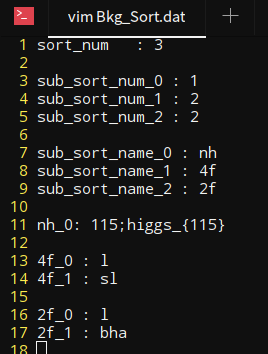 vim Bkg_Sort.dat
1 sort_num   : 3
2
3 sub_sort_num_0 : 1
4 sub_sort_num_1 : 2
5 sub_sort_num_2 : 2
6
7 sub_sort_name_0 : nh
8 sub_sort_name_1 : 4f
9 sub_sort_name_2 : 2f
10
11 nh_0: 115;higgs_{115}
12
13 4f_0 : l
14 4f_1 : sl
15
16 2f_0 : l
17 2f_1 : bha
18